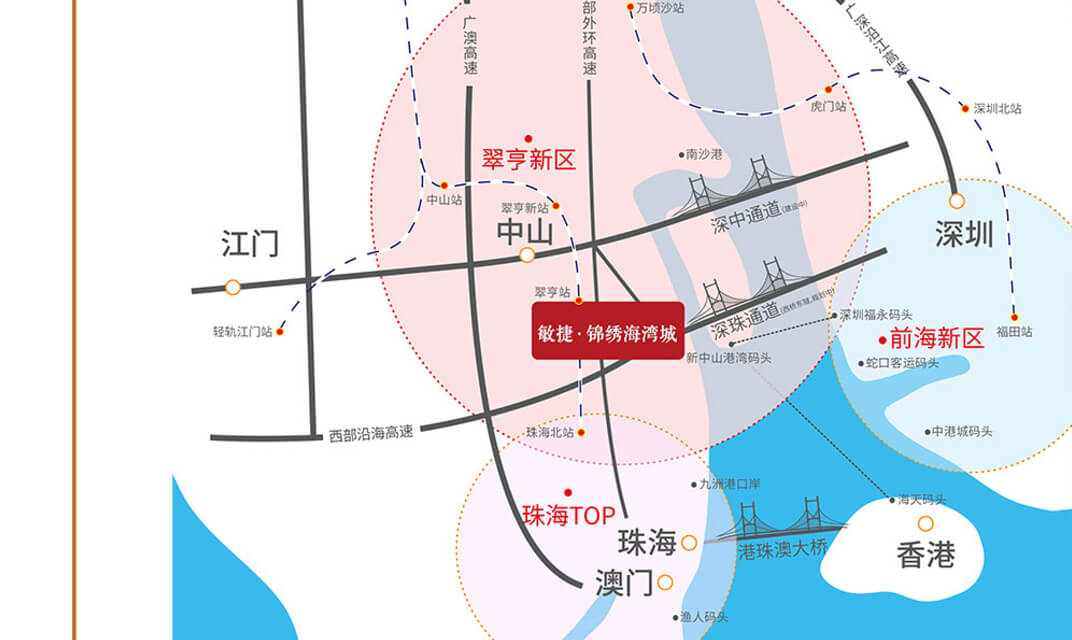 广澳高速
部外环高速
万顷沙站
广深沿江高速
虎门站
深圳北站
翠亨新区
南沙港
中山站
翠亨新站
中山
深中通道(建设中)
深圳
江门
翠亨站
敏捷·锦绣海湾城
深珠通道(西桥东隧,规划中)
深圳福永码头
轻轨江门站
前海新区
福田站
新中山港湾码头
蛇口客运码头
西部沿海高速
珠海北站
中港城码头
九洲港口岸
海天码头
珠海TOP
珠海
港珠澳大桥
香港
澳门
渔人码头